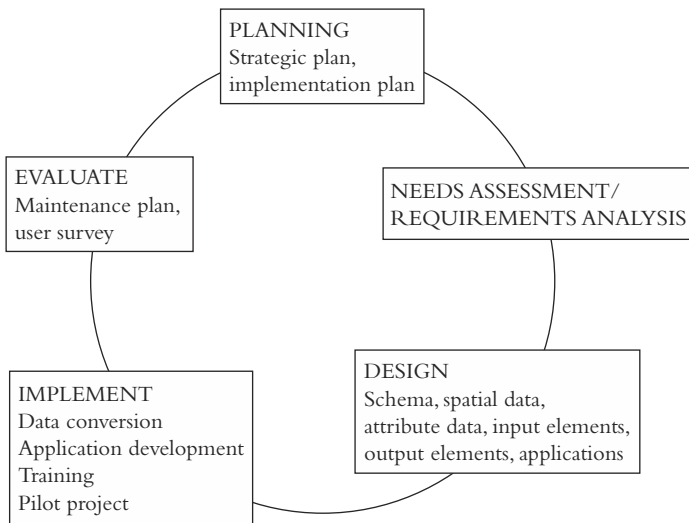 PLANNING
Strategic plan,
implementation plan
NEEDS ASSESSMENT/
REQUIREMENTS ANALYSIS
DESIGN
Schema, spatial data,
attribute data, input elements,
output elements, applications
IMPLEMENT
Data conversion
Application development
Training
Pilot project
EVALUATE
Maintenance plan,
user survey